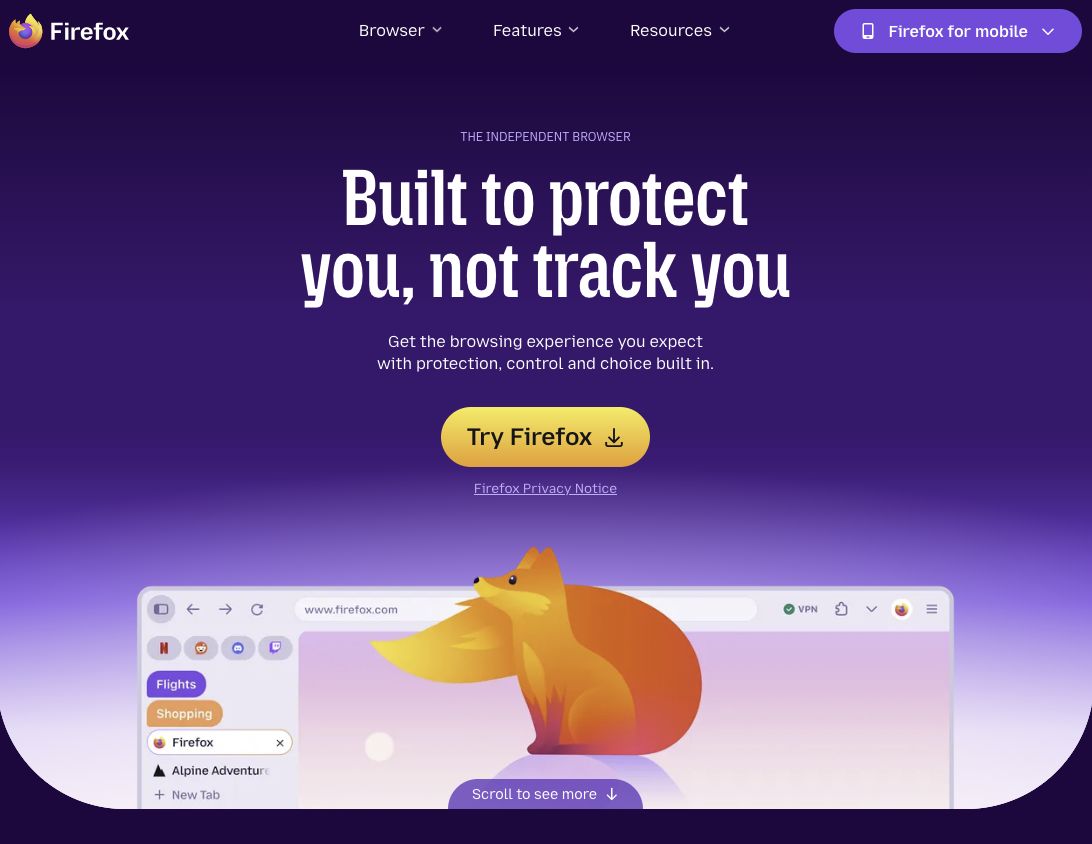 Firefox
Browser
Features
Resources
Firefox for mobile
THE INDEPENDENT BROWSER
Built to protect
you, not track you
Get the browsing experience you expect
with protection, control and choice built in.
Try Firefox
Firefox Privacy Notice
www.firefox.com
VPN
Flights
Shopping
Firefox
Alpine Adventure
New Tab
Scroll to see more